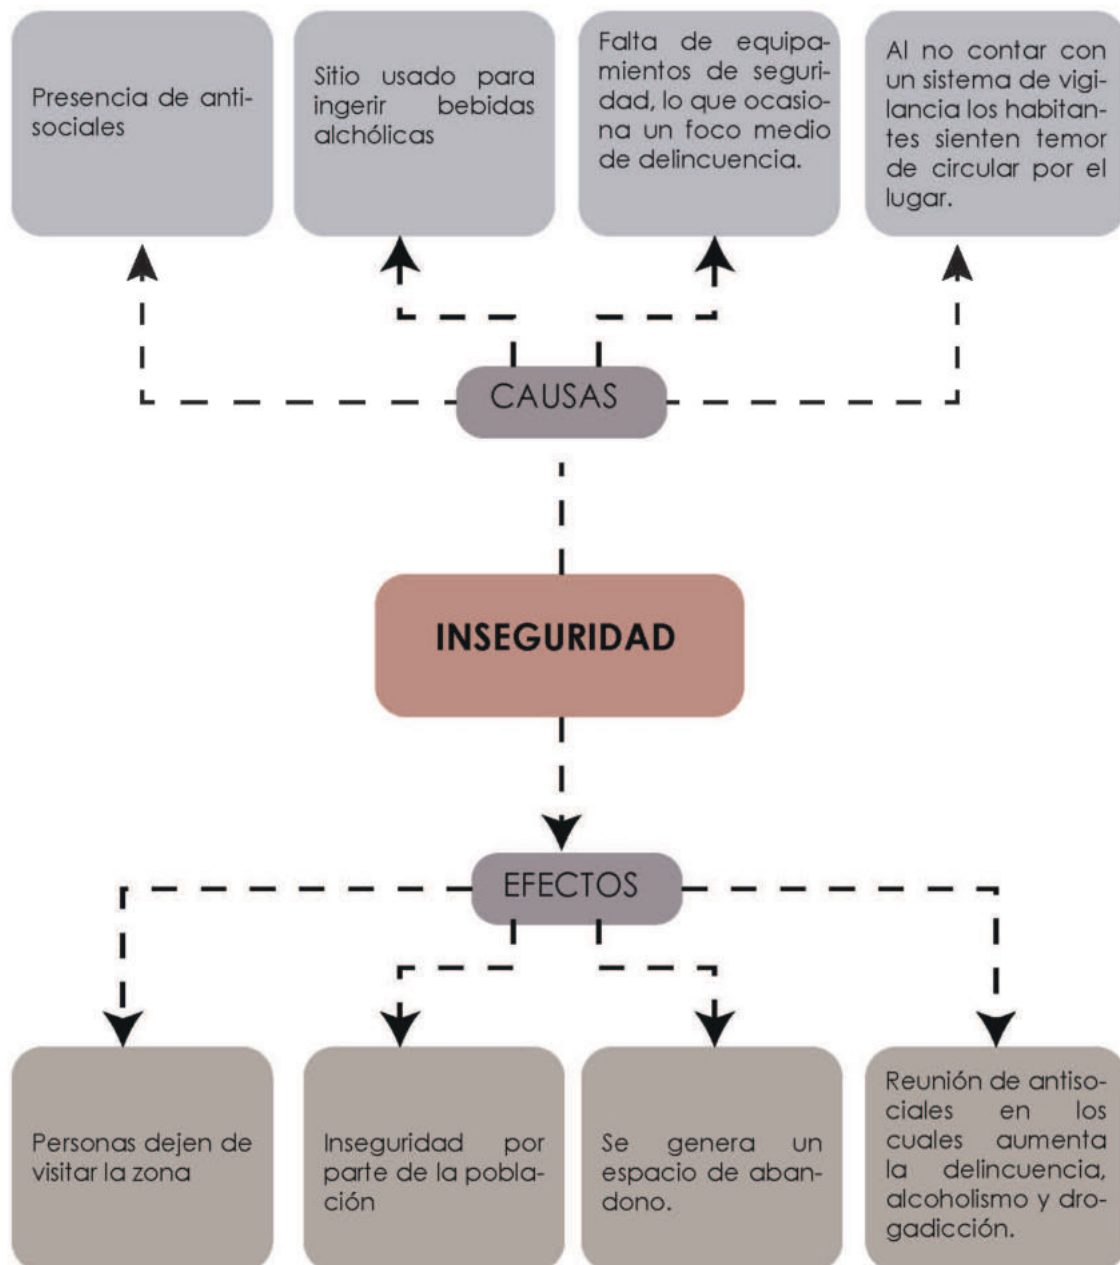 Presencia de anti-
sociales
Sitio usado para
ingerir bebidas
alchólicas
Falta de equipa-
mientos de seguri-
dad, lo que ocasio-
na un foco medio
de delincuencia.
Al no contar con
un sistema de vigi-
lancia los habitan-
tes sienten temor
de circular por el
lugar.
CAUSAS
INSEGURIDAD
EFECTOS
Personas dejen de
visitar la zona
Inseguridad por
parte de la pobla-
ción
Se genera un
espacio de aban-
dono.
Reunión de antiso-
ciales en los
cuales aumenta
la delincuencia,
alcoholismo y dro-
gadicción.